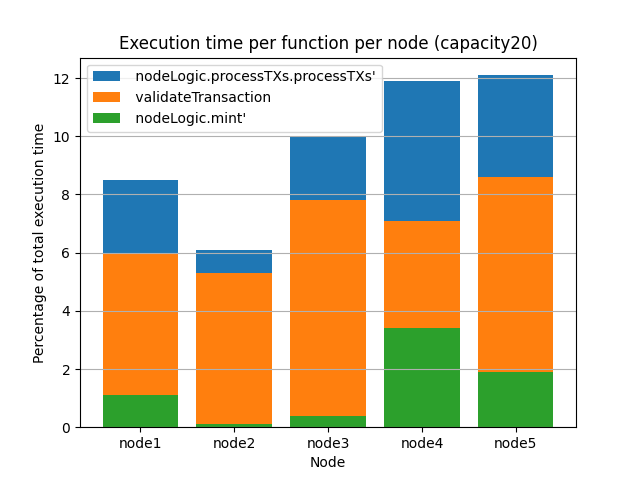 Execution time per function per node (capacity20)
nodeLogic.processTXs.processTXs'
validateTransaction
nodeLogic.mint'
Percentage of total execution time
12
10
8
6
4
2
0
node1 node2 node3 node4 node5
Node